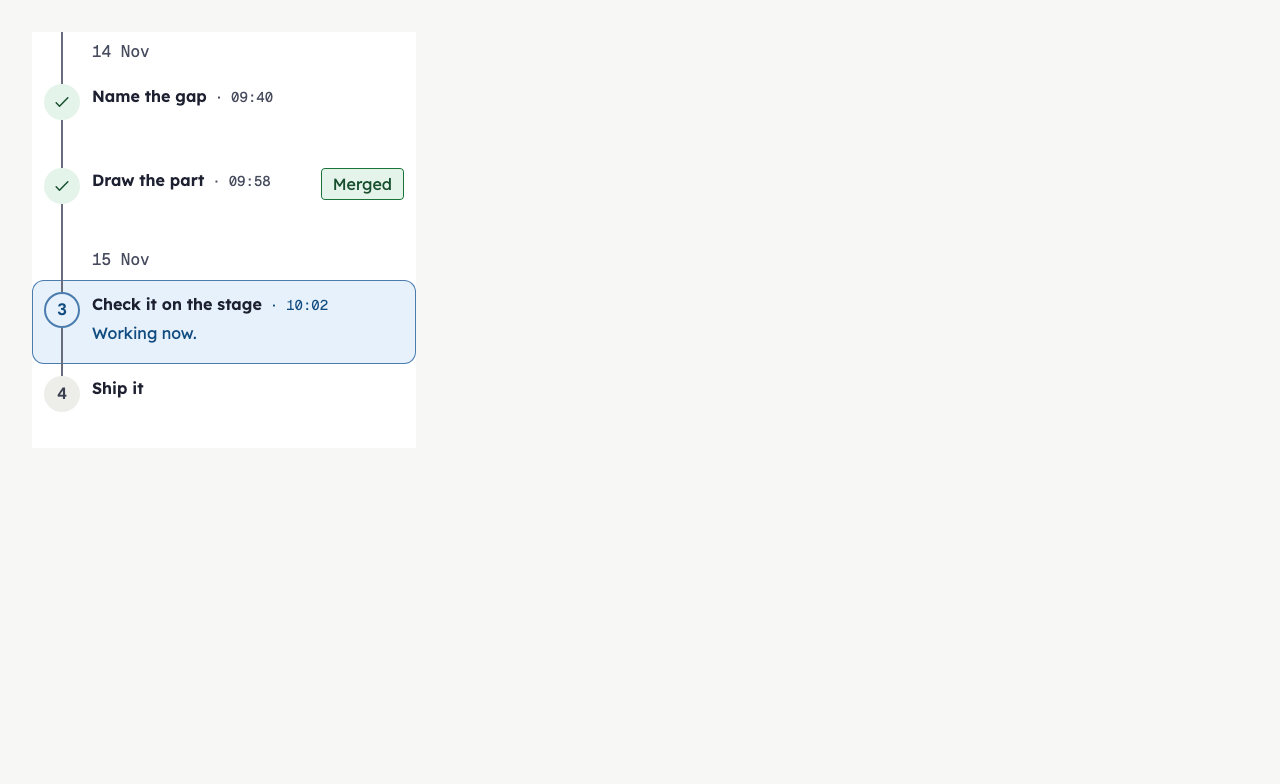 14 Nov
Name the gap · 09:40
Draw the part · 09:58 Merged
15 Nov
3 Check it on the stage · 10:02
Working now.
4 Ship it